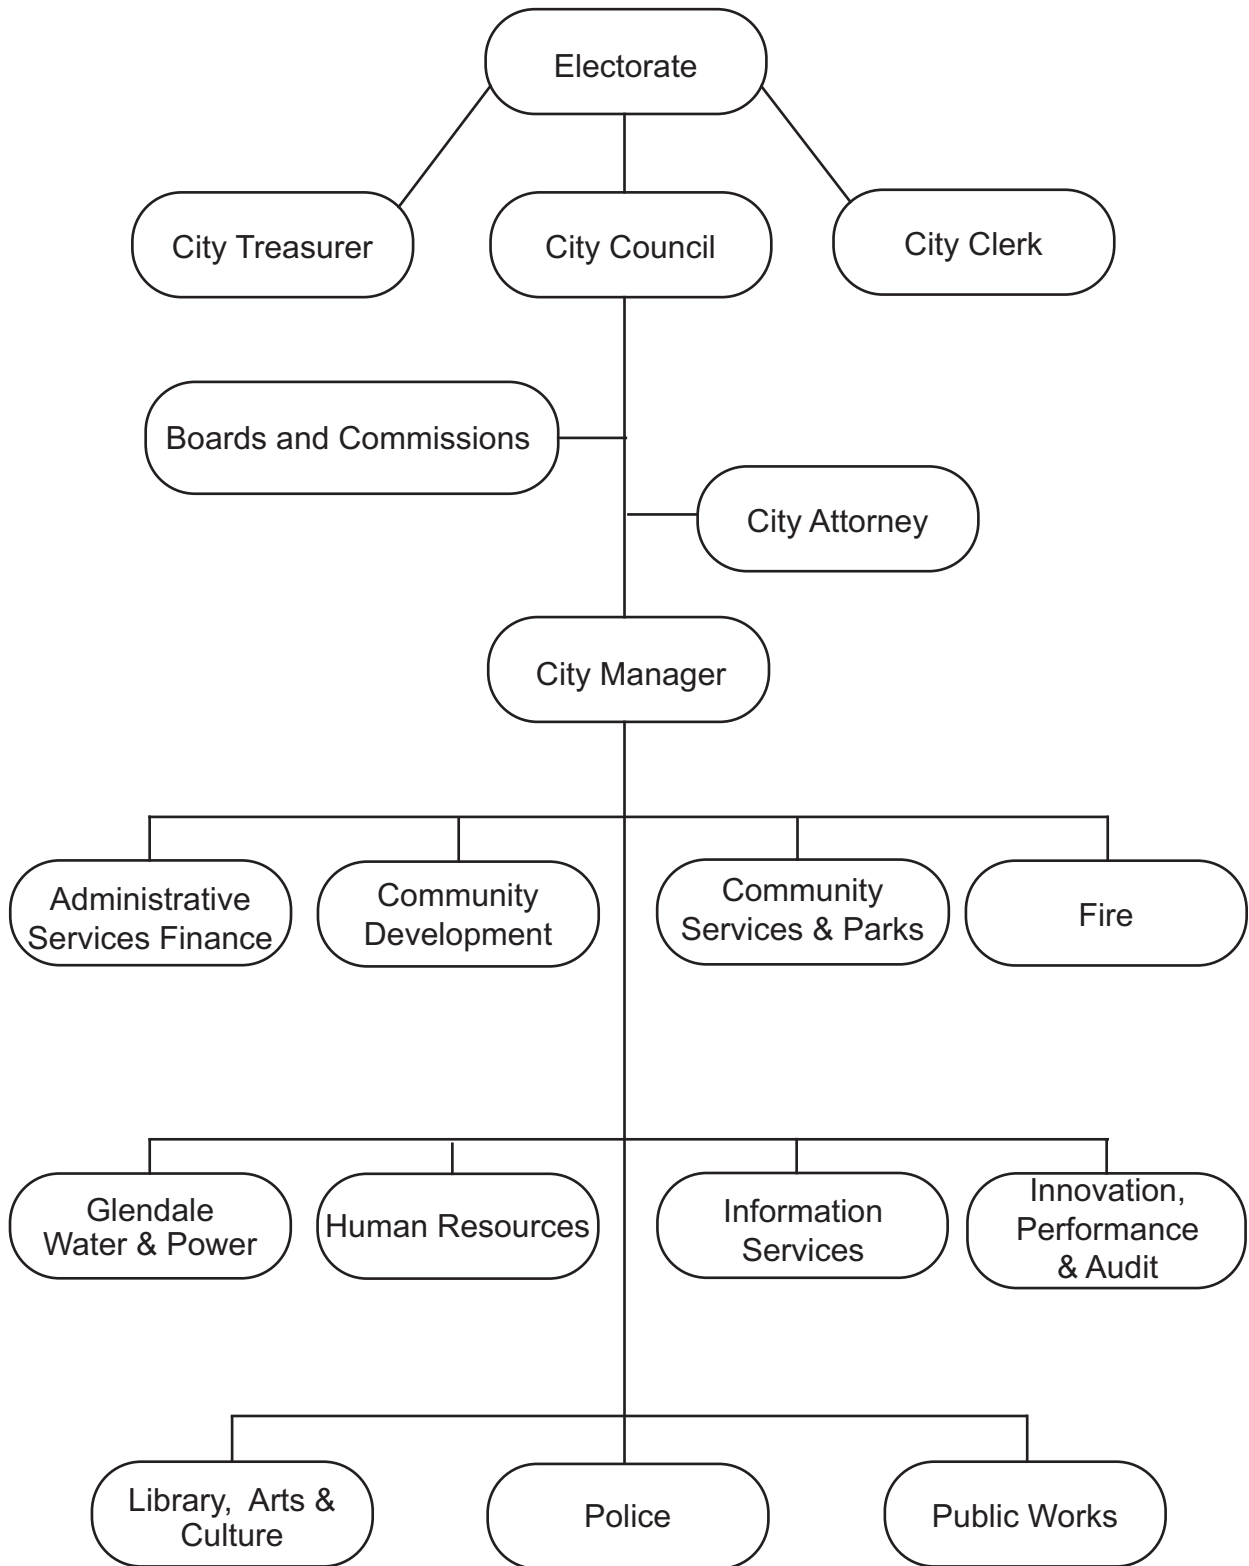 Electorate
City Treasurer
City Council
City Clerk
Boards and Commissions
City Attorney
City Manager
Administrative
Services Finance
Community
Development
Community
Services & Parks
Fire
Glendale
Water & Power
Human Resources
Information
Services
Innovation,
Performance
& Audit
Library, Arts &
Culture
Police
Public Works